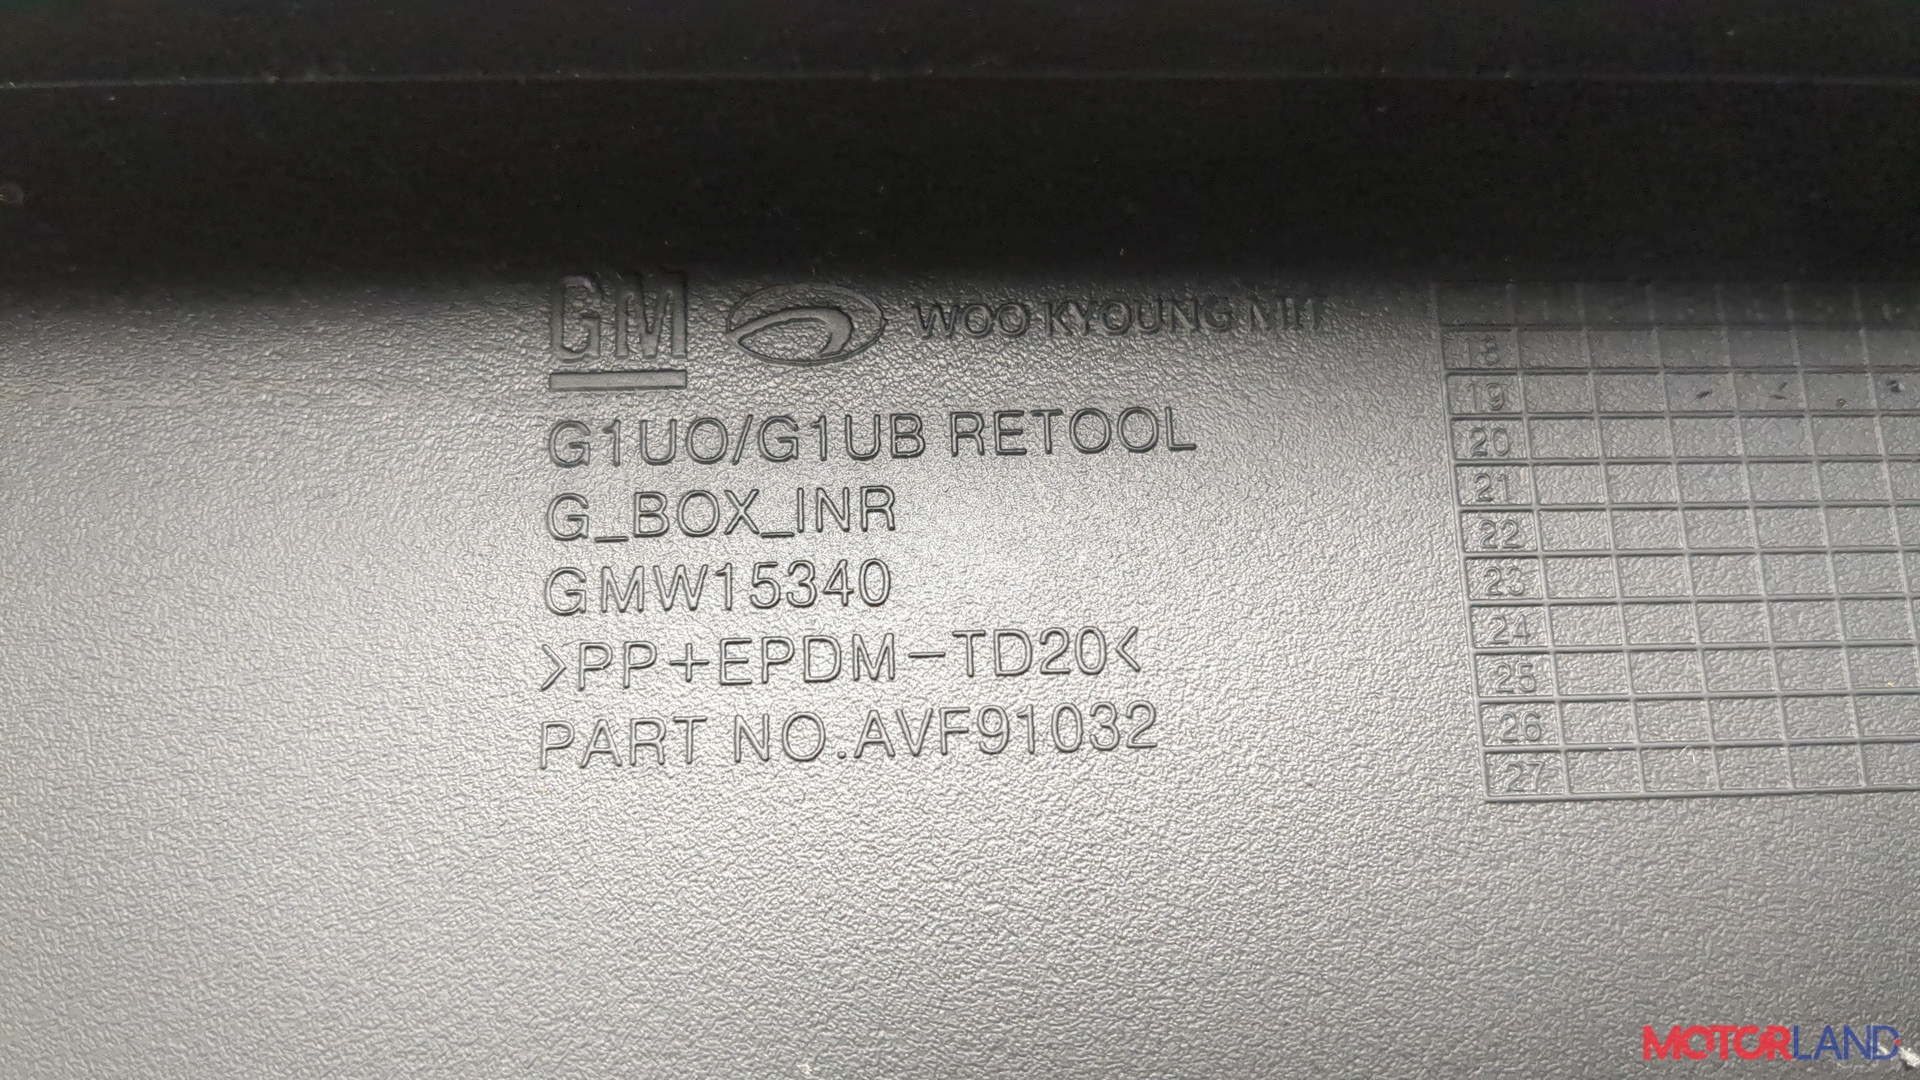 GM WOO KYOUNG MIT
G1UO/G1UB RETOOL
G_BOX_INR
GMW15340
>PP+EPDM-TD20<
PART NO.AVF91032
18
19
20
21
22
23
24
25
26
27
MOTORLAND